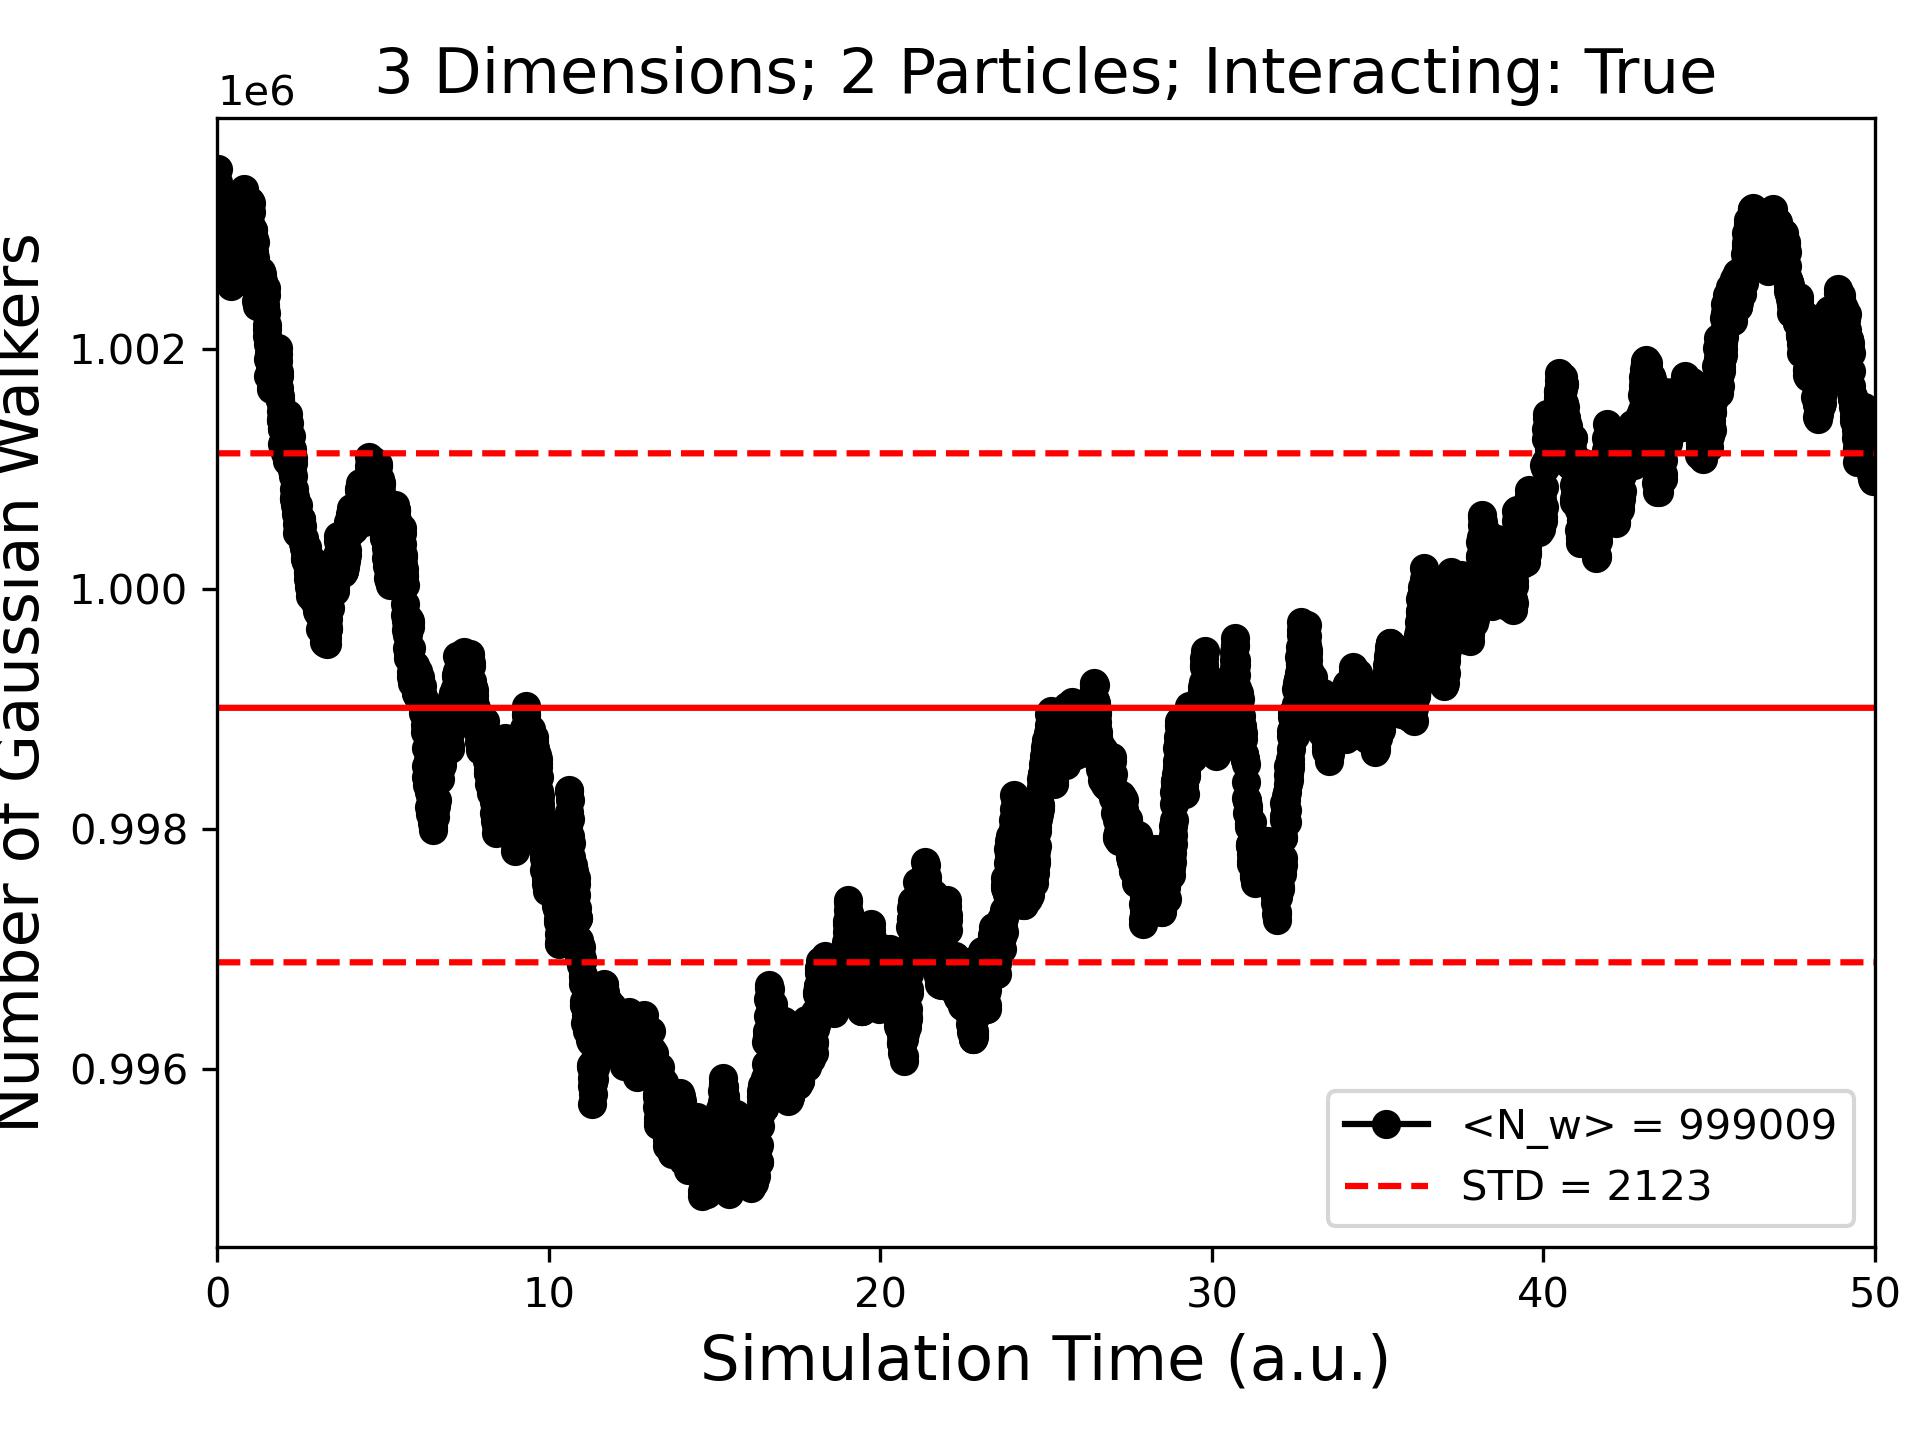 3 Dimensions; 2 Particles; Interacting: True
1e6
Number of Gaussian Walkers
1.002
1.000
0.998
0.996
<N_w> = 999009
STD = 2123
0 10 20 30 40 50
Simulation Time (a.u.)